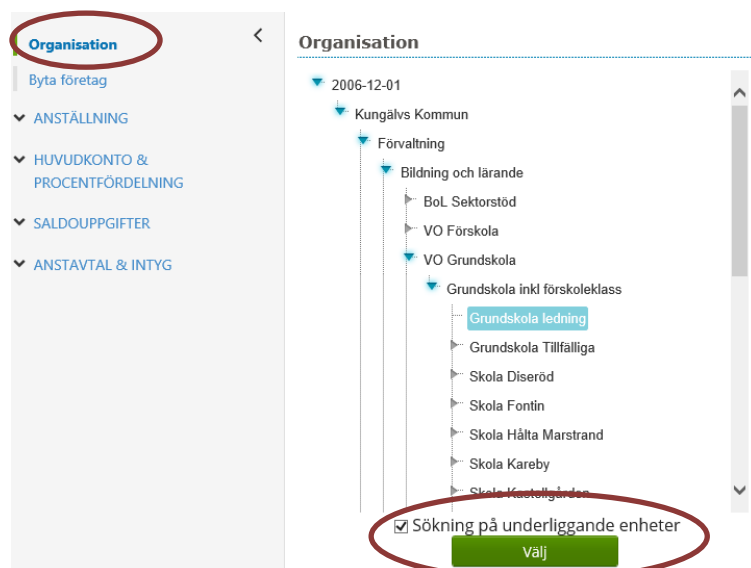 Organisation
Byta företag
ANSTÄLLNING
HUVUDKONTO &
PROCENTFÖRDELNING
SALDOUPPGIFTER
ANSTAVTAL & INTYG
Organisation
2006-12-01
Kungälvs Kommun
Förvaltning
Bildning och lärande
BoL Sektorstöd
VO Förskola
VO Grundskola
Grundskola inkl förskoleklass
Grundskola ledning
Grundskola Tillfälliga
Skola Diseröd
Skola Fontin
Skola Hålta Marstrand
Skola Kareby
Skola Kastellgården
Sökning på underliggande enheter
Välj